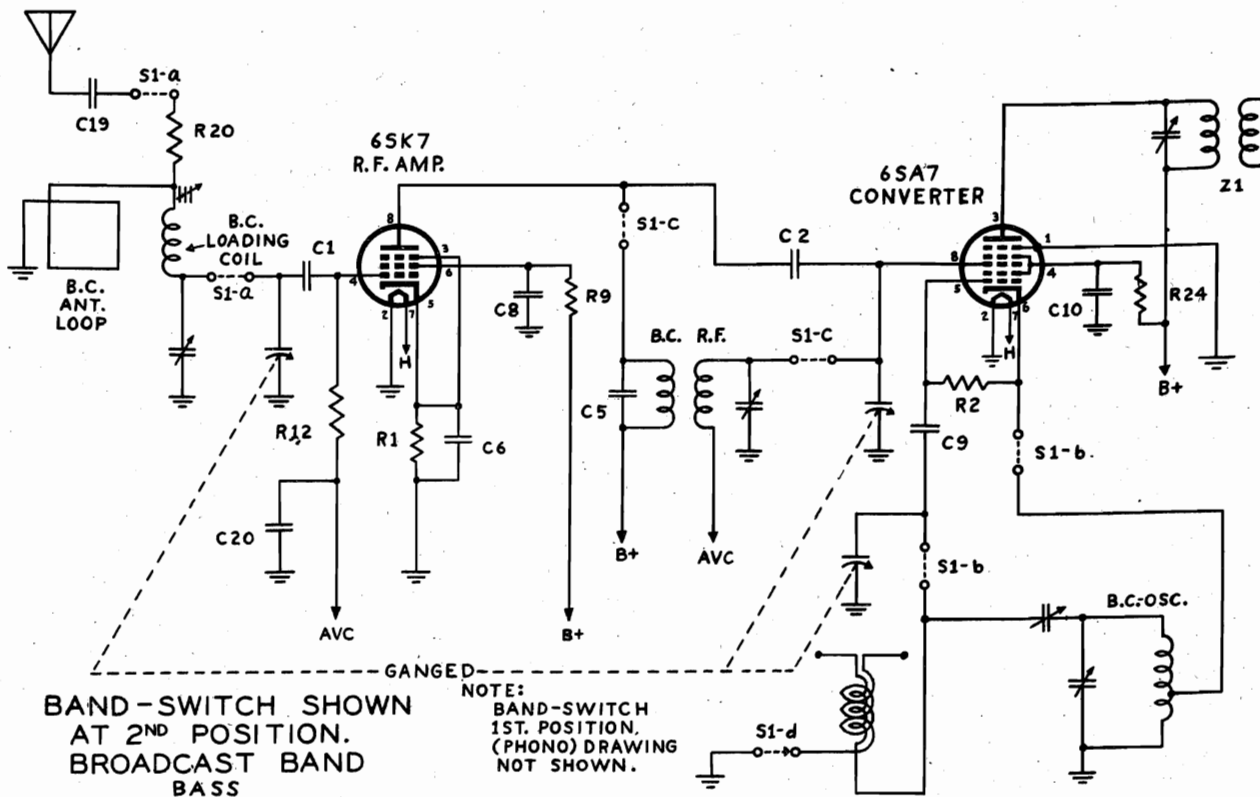 S1-a
C19
R20
6SK7
R.F. AMP.
6SA7
CONVERTER
Z1
B.C.
LOADING
COIL
C1
S1-a
B.C.
ANT.
LOOP
8
3
6
4
2
7
5
H
C8
R9
S1-C
C2
3
1
8
4
5
2
7
6
H
C10
R24
B+
B.C. R.F.
S1-C
C5
R2
C9
S1-b.
R12
R1
C6
C20
B+
AVC
S1-b
B.C.-OSC.
AVC
B+
GANGED
BAND-SWITCH SHOWN
AT 2ND POSITION.
BROADCAST BAND
BASS
NOTE:
BAND-SWITCH
1ST. POSITION,
(PHONO) DRAWING
NOT SHOWN.
S1-d